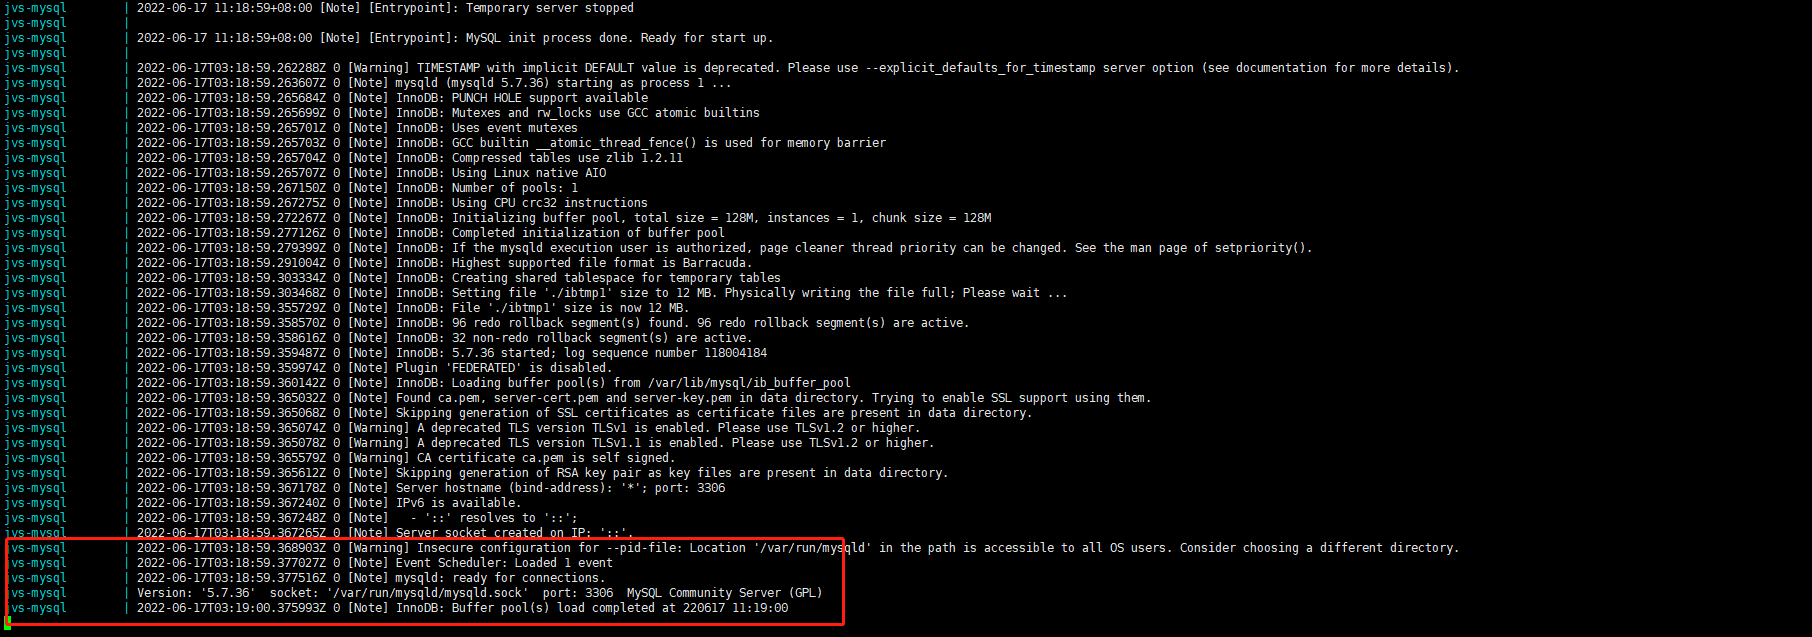 jvs-mysql | 2022-06-17 11:18:59+08:00 [Note] [Entrypoint]: Temporary server stopped
jvs-mysql |
jvs-mysql | 2022-06-17 11:18:59+08:00 [Note] [Entrypoint]: MySQL init process done. Ready for start up.
jvs-mysql |
jvs-mysql | 2022-06-17T03:18:59.262288Z 0 [Warning] TIMESTAMP with implicit DEFAULT value is deprecated. Please use --explicit_defaults_for_timestamp server option (see documentation for more details).
jvs-mysql | 2022-06-17T03:18:59.263607Z 0 [Note] mysqld (mysqld 5.7.36) starting as process 1 ...
jvs-mysql | 2022-06-17T03:18:59.265684Z 0 [Note] InnoDB: PUNCH HOLE support available
jvs-mysql | 2022-06-17T03:18:59.265699Z 0 [Note] InnoDB: Mutexes and rw_locks use GCC atomic builtins
jvs-mysql | 2022-06-17T03:18:59.265701Z 0 [Note] InnoDB: Uses event mutexes
jvs-mysql | 2022-06-17T03:18:59.265703Z 0 [Note] InnoDB: GCC builtin __atomic_thread_fence() is used for memory barrier
jvs-mysql | 2022-06-17T03:18:59.265704Z 0 [Note] InnoDB: Compressed tables use zlib 1.2.11
jvs-mysql | 2022-06-17T03:18:59.265707Z 0 [Note] InnoDB: Using Linux native AIO
jvs-mysql | 2022-06-17T03:18:59.267150Z 0 [Note] InnoDB: Number of pools: 1
jvs-mysql | 2022-06-17T03:18:59.267275Z 0 [Note] InnoDB: Using CPU crc32 instructions
jvs-mysql | 2022-06-17T03:18:59.272267Z 0 [Note] InnoDB: Initializing buffer pool, total size = 128M, instances = 1, chunk size = 128M
jvs-mysql | 2022-06-17T03:18:59.277126Z 0 [Note] InnoDB: Completed initialization of buffer pool
jvs-mysql | 2022-06-17T03:18:59.279399Z 0 [Note] InnoDB: If the mysqld execution user is authorized, page cleaner thread priority can be changed. See the man page of setpriority().
jvs-mysql | 2022-06-17T03:18:59.291004Z 0 [Note] InnoDB: Highest supported file format is Barracuda.
jvs-mysql | 2022-06-17T03:18:59.303334Z 0 [Note] InnoDB: Creating shared tablespace for temporary tables
jvs-mysql | 2022-06-17T03:18:59.303468Z 0 [Note] InnoDB: Setting file './ibtmp1' size to 12 MB. Physically writing the file full; Please wait ...
jvs-mysql | 2022-06-17T03:18:59.355729Z 0 [Note] InnoDB: File './ibtmp1' size is now 12 MB.
jvs-mysql | 2022-06-17T03:18:59.358570Z 0 [Note] InnoDB: 96 redo rollback segment(s) found. 96 redo rollback segment(s) are active.
jvs-mysql | 2022-06-17T03:18:59.358616Z 0 [Note] InnoDB: 32 non-redo rollback segment(s) are active.
jvs-mysql | 2022-06-17T03:18:59.359487Z 0 [Note] InnoDB: 5.7.36 started; log sequence number 118004184
jvs-mysql | 2022-06-17T03:18:59.359974Z 0 [Note] Plugin 'FEDERATED' is disabled.
jvs-mysql | 2022-06-17T03:18:59.360142Z 0 [Note] InnoDB: Loading buffer pool(s) from /var/lib/mysql/ib_buffer_pool
jvs-mysql | 2022-06-17T03:18:59.365032Z 0 [Note] Found ca.pem, server-cert.pem and server-key.pem in data directory. Trying to enable SSL support using them.
jvs-mysql | 2022-06-17T03:18:59.365068Z 0 [Note] Skipping generation of SSL certificates as certificate files are present in data directory.
jvs-mysql | 2022-06-17T03:18:59.365074Z 0 [Warning] A deprecated TLS version TLSv1 is enabled. Please use TLSv1.2 or higher.
jvs-mysql | 2022-06-17T03:18:59.365078Z 0 [Warning] A deprecated TLS version TLSv1.1 is enabled. Please use TLSv1.2 or higher.
jvs-mysql | 2022-06-17T03:18:59.365579Z 0 [Warning] CA certificate ca.pem is self signed.
jvs-mysql | 2022-06-17T03:18:59.365612Z 0 [Note] Skipping generation of RSA key pair as key files are present in data directory.
jvs-mysql | 2022-06-17T03:18:59.367178Z 0 [Note] Server hostname (bind-address): '*'; port: 3306
jvs-mysql | 2022-06-17T03:18:59.367240Z 0 [Note] IPv6 is available.
jvs-mysql | 2022-06-17T03:18:59.367248Z 0 [Note]   - '::' resolves to '::';
jvs-mysql | 2022-06-17T03:18:59.367265Z 0 [Note] Server socket created on IP: '::'.
jvs-mysql | 2022-06-17T03:18:59.368903Z 0 [Warning] Insecure configuration for --pid-file: Location '/var/run/mysqld' in the path is accessible to all OS users. Consider choosing a different directory.
jvs-mysql | 2022-06-17T03:18:59.377027Z 0 [Note] Event Scheduler: Loaded 1 event
jvs-mysql | 2022-06-17T03:18:59.377516Z 0 [Note] mysqld: ready for connections.
jvs-mysql | Version: '5.7.36'  socket: '/var/run/mysqld/mysqld.sock'  port: 3306  MySQL Community Server (GPL)
jvs-mysql | 2022-06-17T03:19:00.375993Z 0 [Note] InnoDB: Buffer pool(s) load completed at 220617 11:19:00